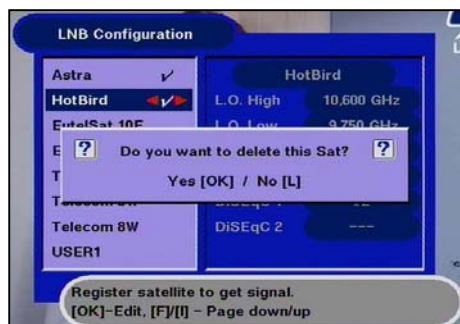 LNB Configuration
Astra
HotBird
HotBird
L.O. High 10,600 GHz
EutelSat 10E
L.O. Low 9,750 GHz
Do you want to delete this Sat?
Yes [OK] / No [L]
Telecom 8W
DiSEqC 2 ---
USER1
Register satellite to get signal.
[OK]-Edit, [F]/[I] - Page down/up